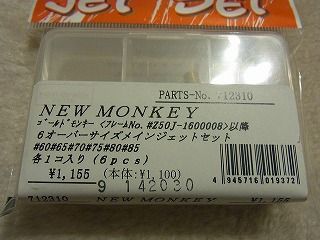 Jet Jet
PARTS-No. 712310
NEW MONKEY
ゴールドモンキー <フレームNo. #Z50J-1600008>以降
6オーバーサイズメインジェットセット
#60#65#70#75#80#85
各1コ入り (6pcs)
¥1,155 (本体:¥1,100)
9 142030
712310
4 945716 019372